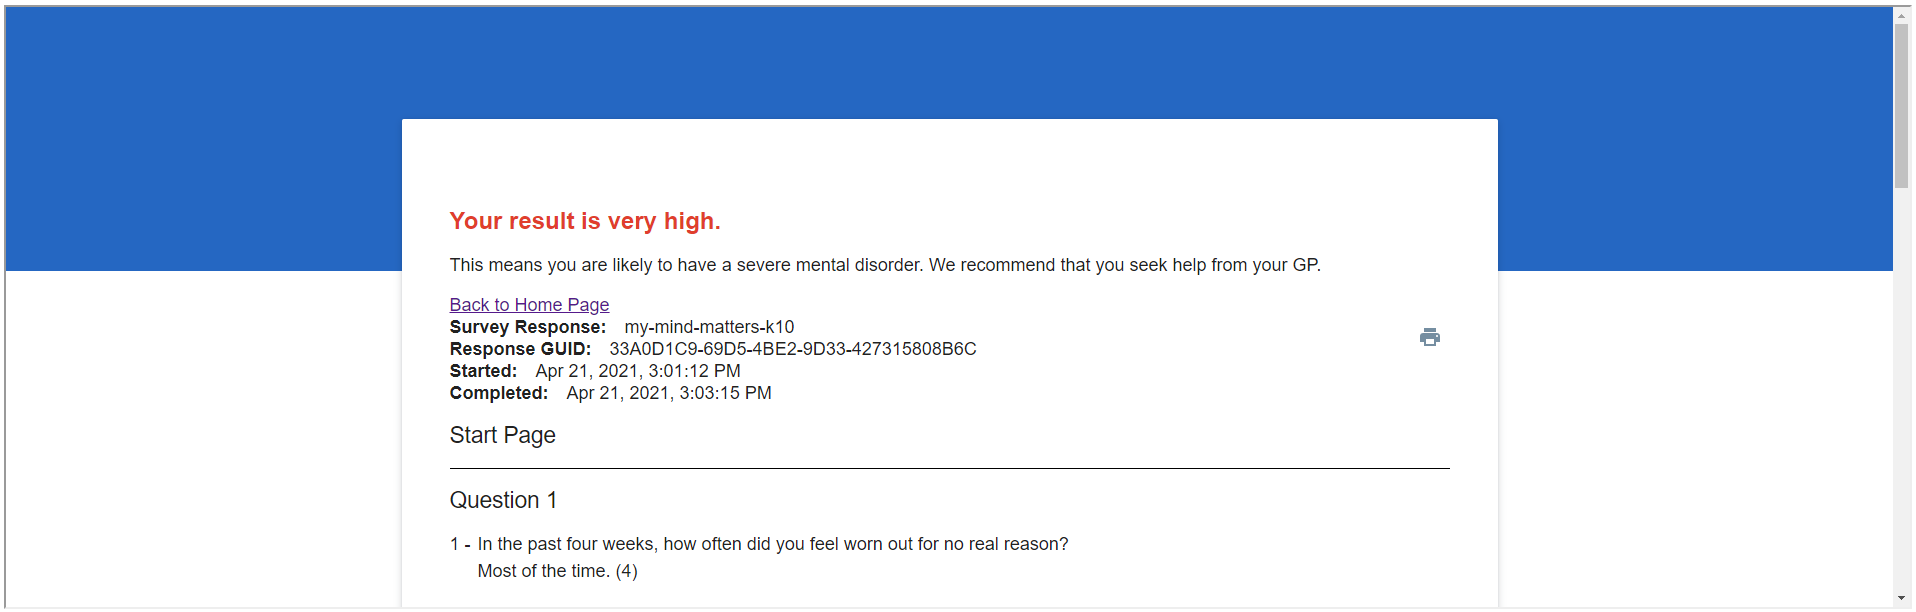 Your result is very high.
This means you are likely to have a severe mental disorder. We recommend that you seek help from your GP.
Back to Home Page
Survey Response: my-mind-matters-k10
Response GUID: 33A0D1C9-69D5-4BE2-9D33-427315808B6C
Started: Apr 21, 2021, 3:01:12 PM
Completed: Apr 21, 2021, 3:03:15 PM
Start Page
Question 1
1 - In the past four weeks, how often did you feel worn out for no real reason?
Most of the time. (4)